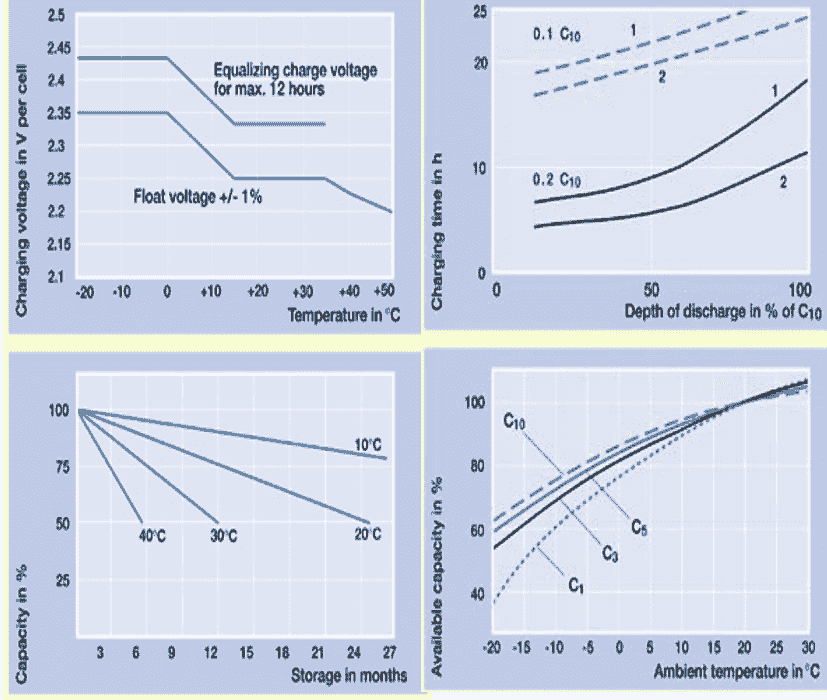 Charging voltage in V per cell
2.5
2.45
2.4
2.35
2.3
2.25
2.2
2.15
2.1
Equalizing charge voltage
for max. 12 hours
Float voltage +/- 1%
-20 -10 0 +10 +20 +30 +40 +50
Temperature in °C
Charging time in h
25
20
10
0
0.1 C10
1
2
0.2 C10
1
2
0 50 100
Depth of discharge in % of C10
Capacity in %
100
75
50
25
10°C
40°C 30°C 20°C
3 6 9 12 15 18 21 24 27
Storage in months
Available capacity in %
100
80
60
40
C10
C5
C3
C1
-20 -15 -10 -5 0 5 10 15 20 25 30
Ambient temperature in °C